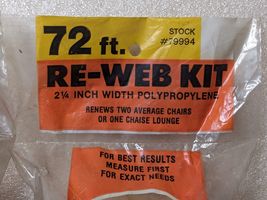 72 ft.
STOCK
#79994
RE-WEB KIT
2¼ INCH WIDTH POLYPROPYLENE
RENEWS TWO AVERAGE CHAIRS
OR ONE CHAISE LOUNGE
FOR BEST RESULTS
MEASURE FIRST
FOR EXACT NEEDS